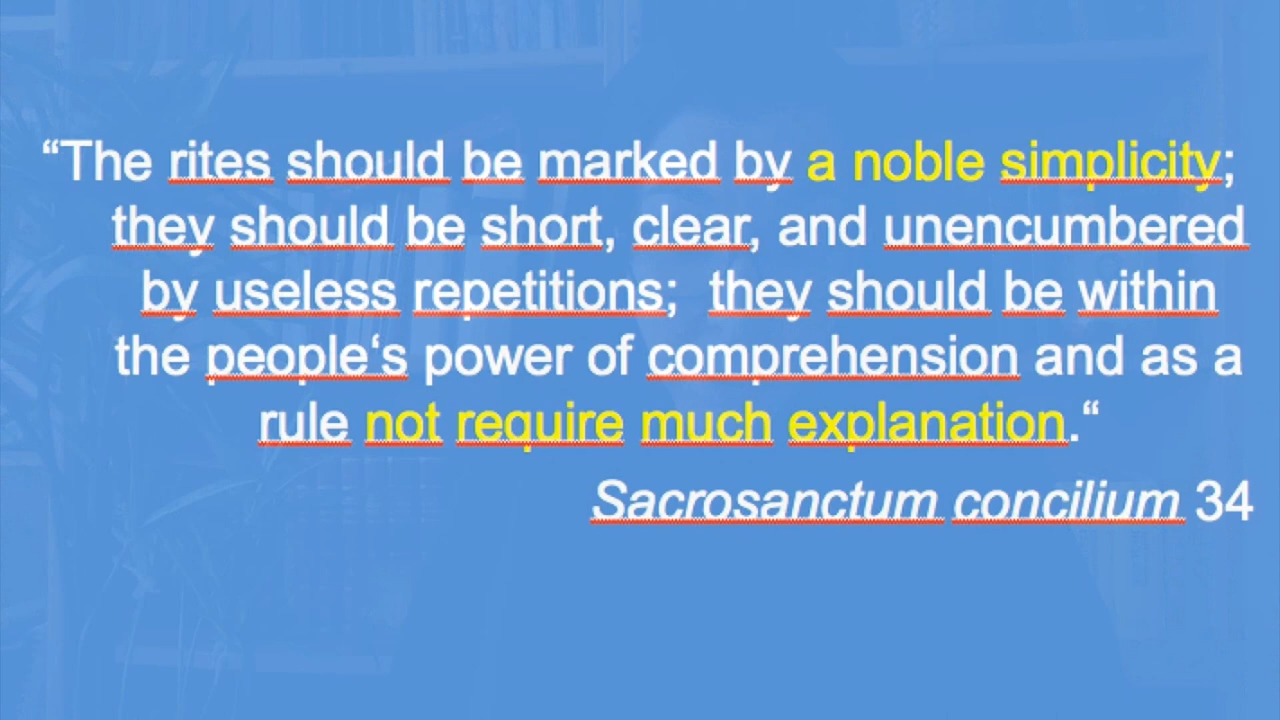 “The rites should be marked by a noble simplicity;
they should be short, clear, and unencumbered
by useless repetitions;  they should be within
the people‘s power of comprehension and as a
rule not require much explanation.“
Sacrosanctum concilium 34